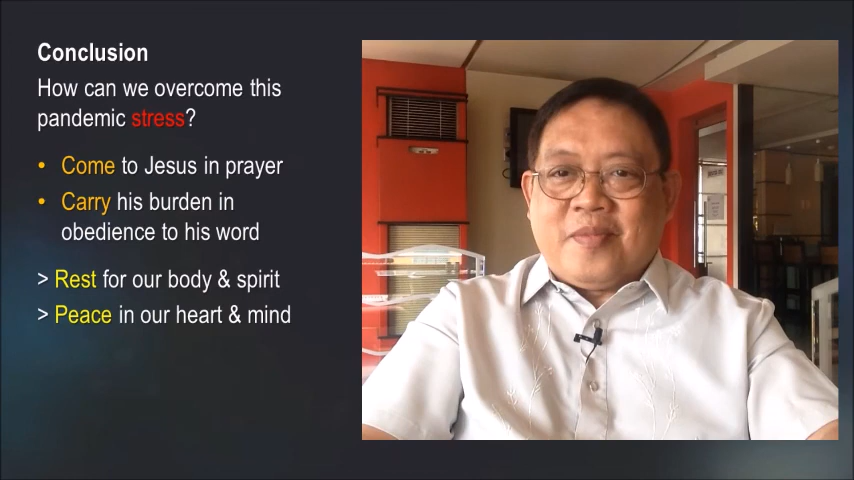 Conclusion
How can we overcome this
pandemic stress?
• Come to Jesus in prayer
• Carry his burden in
obedience to his word
> Rest for our body & spirit
> Peace in our heart & mind